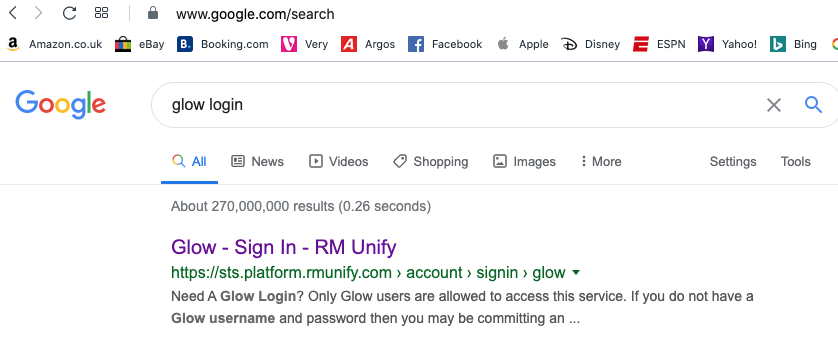 www.google.com/search
Amazon.co.uk eBay Booking.com Very Argos Facebook Apple Disney ESPN Yahoo! Bing
Google
glow login
All News Videos Shopping Images More Settings Tools
About 270,000,000 results (0.26 seconds)
Glow - Sign In - RM Unify
https://sts.platform.rmunify.com › account › signin › glow
Need A Glow Login? Only Glow users are allowed to access this service. If you do not have a
Glow username and password then you may be committing an ...